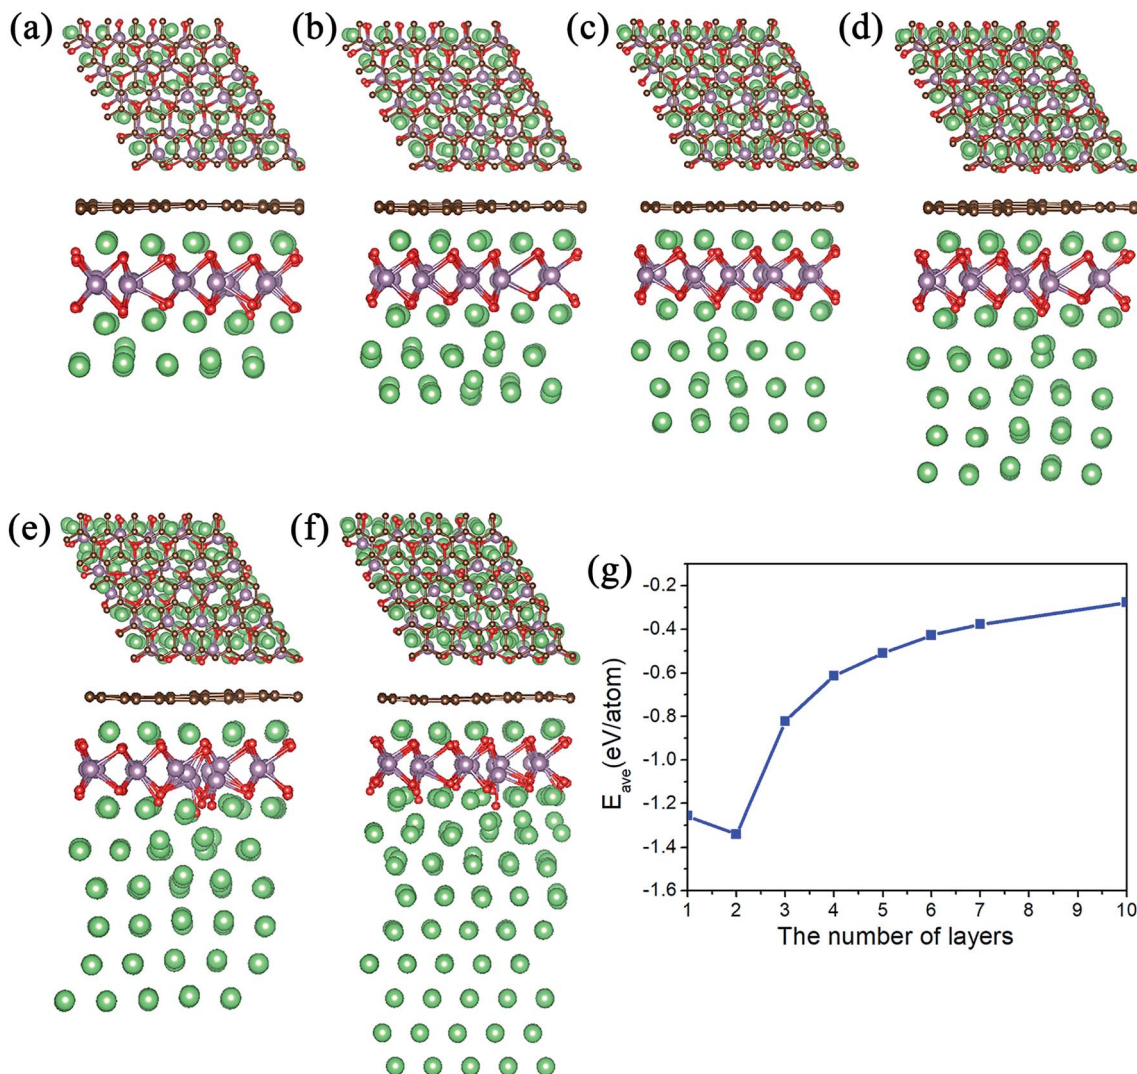 (a)
(b)
(c)
(d)
(e)
(f)
(g)
-0.2
-0.4
-0.6
-0.8
-1.0
-1.2
-1.4
-1.6
E_ave(eV/atom)
1 2 3 4 5 6 7 8 9 10
The number of layers